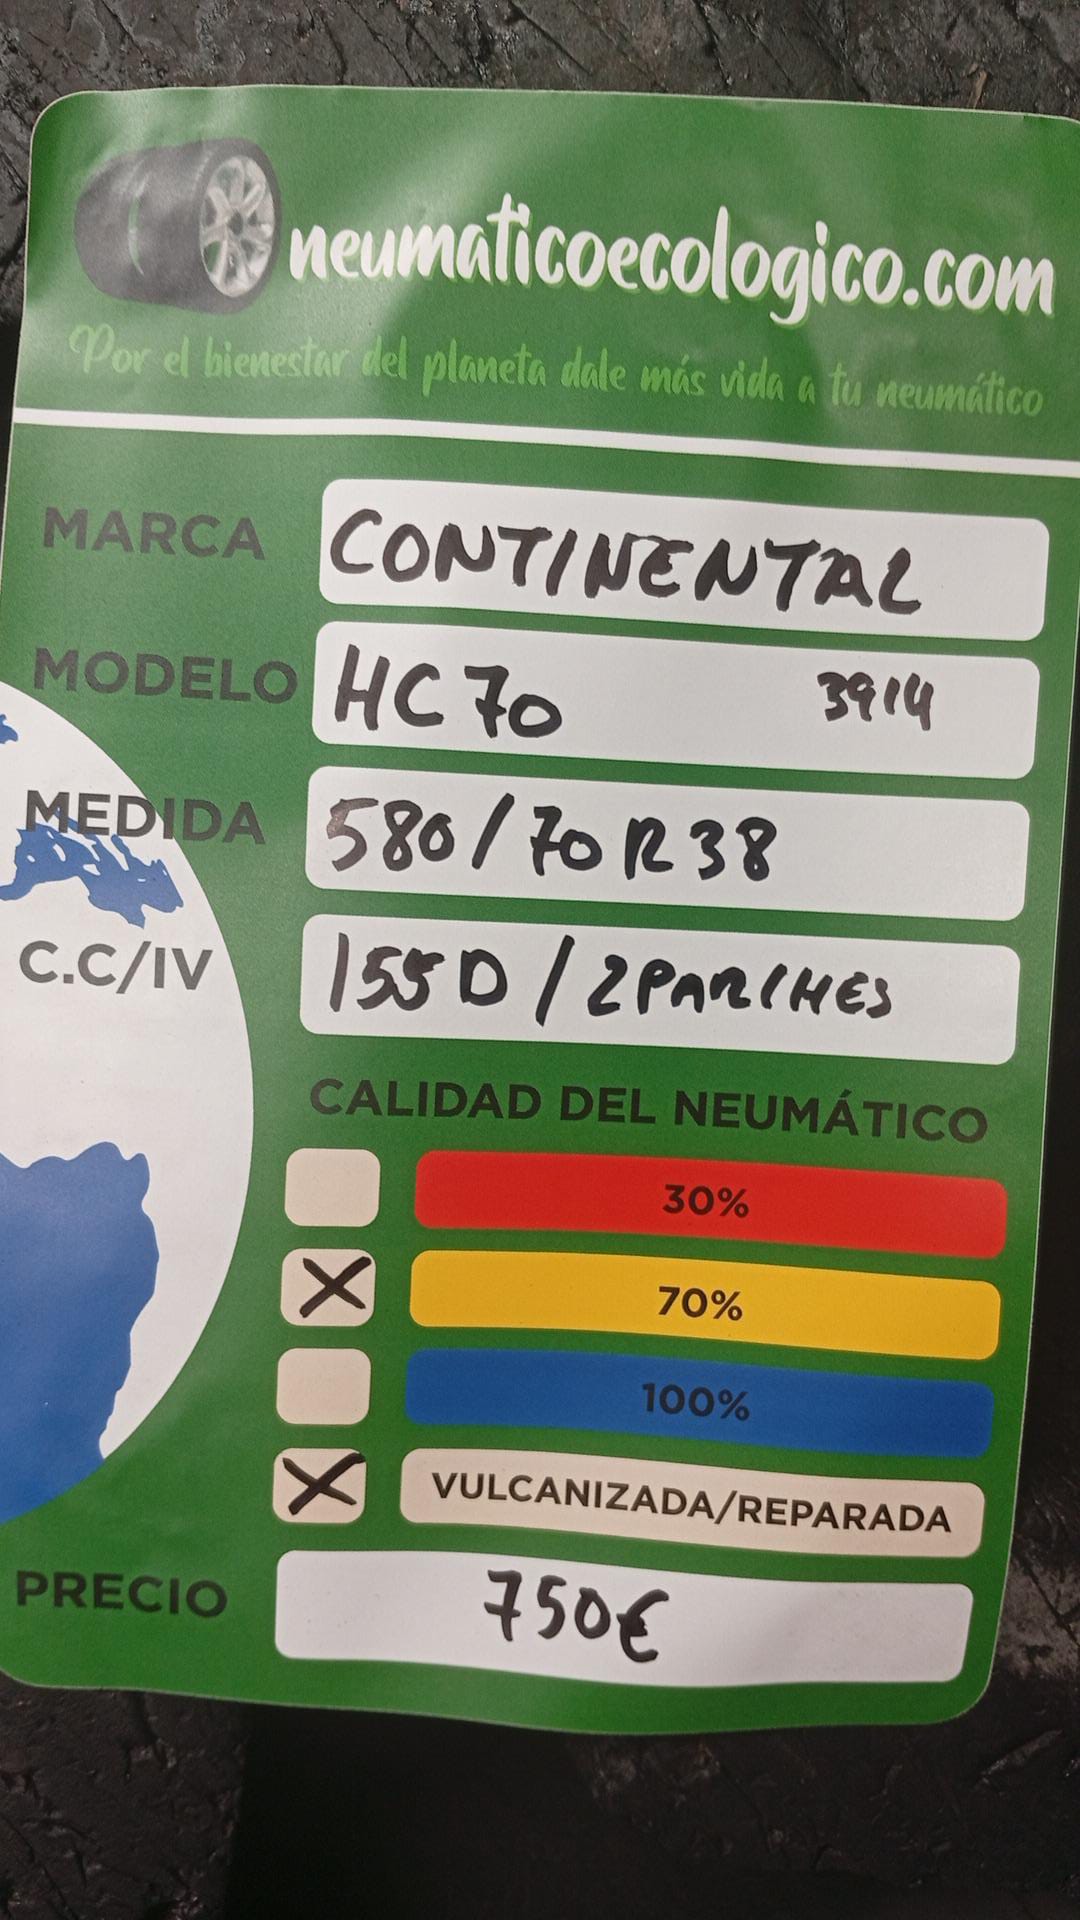 neumaticoecologico.com
Por el bienestar del planeta dale más vida a tu neumático
MARCA CONTINENTAL
MODELO HC70 3914
MEDIDA 580/70R38
C.C/IV 155D/2PARCHES
CALIDAD DEL NEUMÁTICO
30%
X 70%
100%
X VULCANIZADA/REPARADA
PRECIO 750€